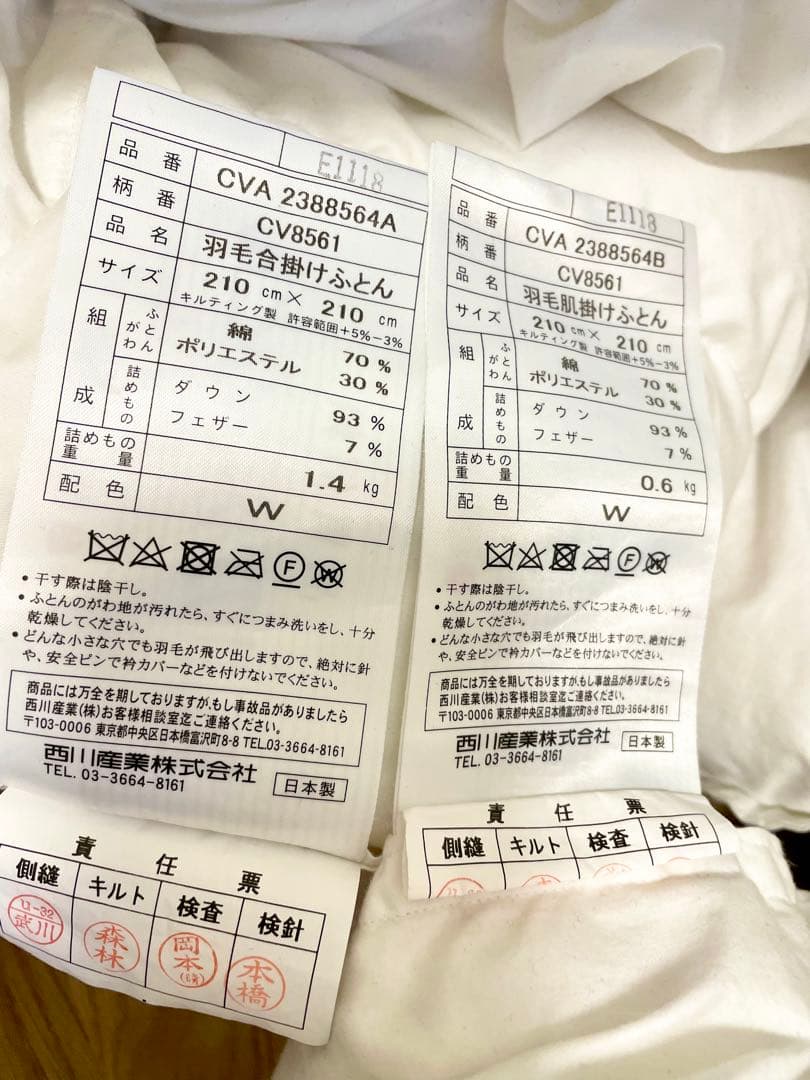 E1118
品番 CVA 2388564A
柄番 CV8561
品名 羽毛合掛けふとん
サイズ 210 cm × 210 cm
キルティング製 許容範囲+5%-3%
組成 ふとんがわ 綿 70 %
ポリエステル 30 %
詰めもの ダウン 93 %
フェザー 7 %
詰めもの重量 1.4 kg
配色 W
F
W
• 干す際は陰干し。
• ふとんのがわ地が汚れたら、すぐにつまみ洗いをし、十分
乾燥してください。
• どんな小さな穴でも羽毛が飛び出しますので、絶対に針
や、安全ピンで衿カバーなどを付けないでください。
商品には万全を期しておりますが、もし事故品がありましたら
西川産業(株)お客様相談室迄ご連絡ください。
〒103-0006 東京都中央区日本橋富沢町8-8 TEL.03-3664-8161
西川産業株式会社
TEL. 03-3664-8161
日本製
責任票
側縫 キルト 検査 検針
U-32 武川 森林 岡本 本橋
E1118
品番 CVA 2388564B
柄番 CV8561
品名 羽毛肌掛けふとん
サイズ 210 cm × 210 cm
キルティング製 許容範囲+5%-3%
組成 ふとんがわ 綿 70 %
ポリエステル 30 %
詰めもの ダウン 93 %
フェザー 7 %
詰めもの重量 0.6 kg
配色 W
F
W
• 干す際は陰干し。
• ふとんのがわ地が汚れたら、すぐにつまみ洗いをし、十分
乾燥してください。
• どんな小さな穴でも羽毛が飛び出しますので、絶対に針
や、安全ピンで衿カバーなどを付けないでください。
商品には万全を期しておりますが、もし事故品がありましたら
西川産業(株)お客様相談室迄ご連絡ください。
〒103-0006 東京都中央区日本橋富沢町8-8 TEL.03-3664-8161
西川産業株式会社
TEL. 03-3664-8161
日本製
責任票
側縫 キルト 検査 検針